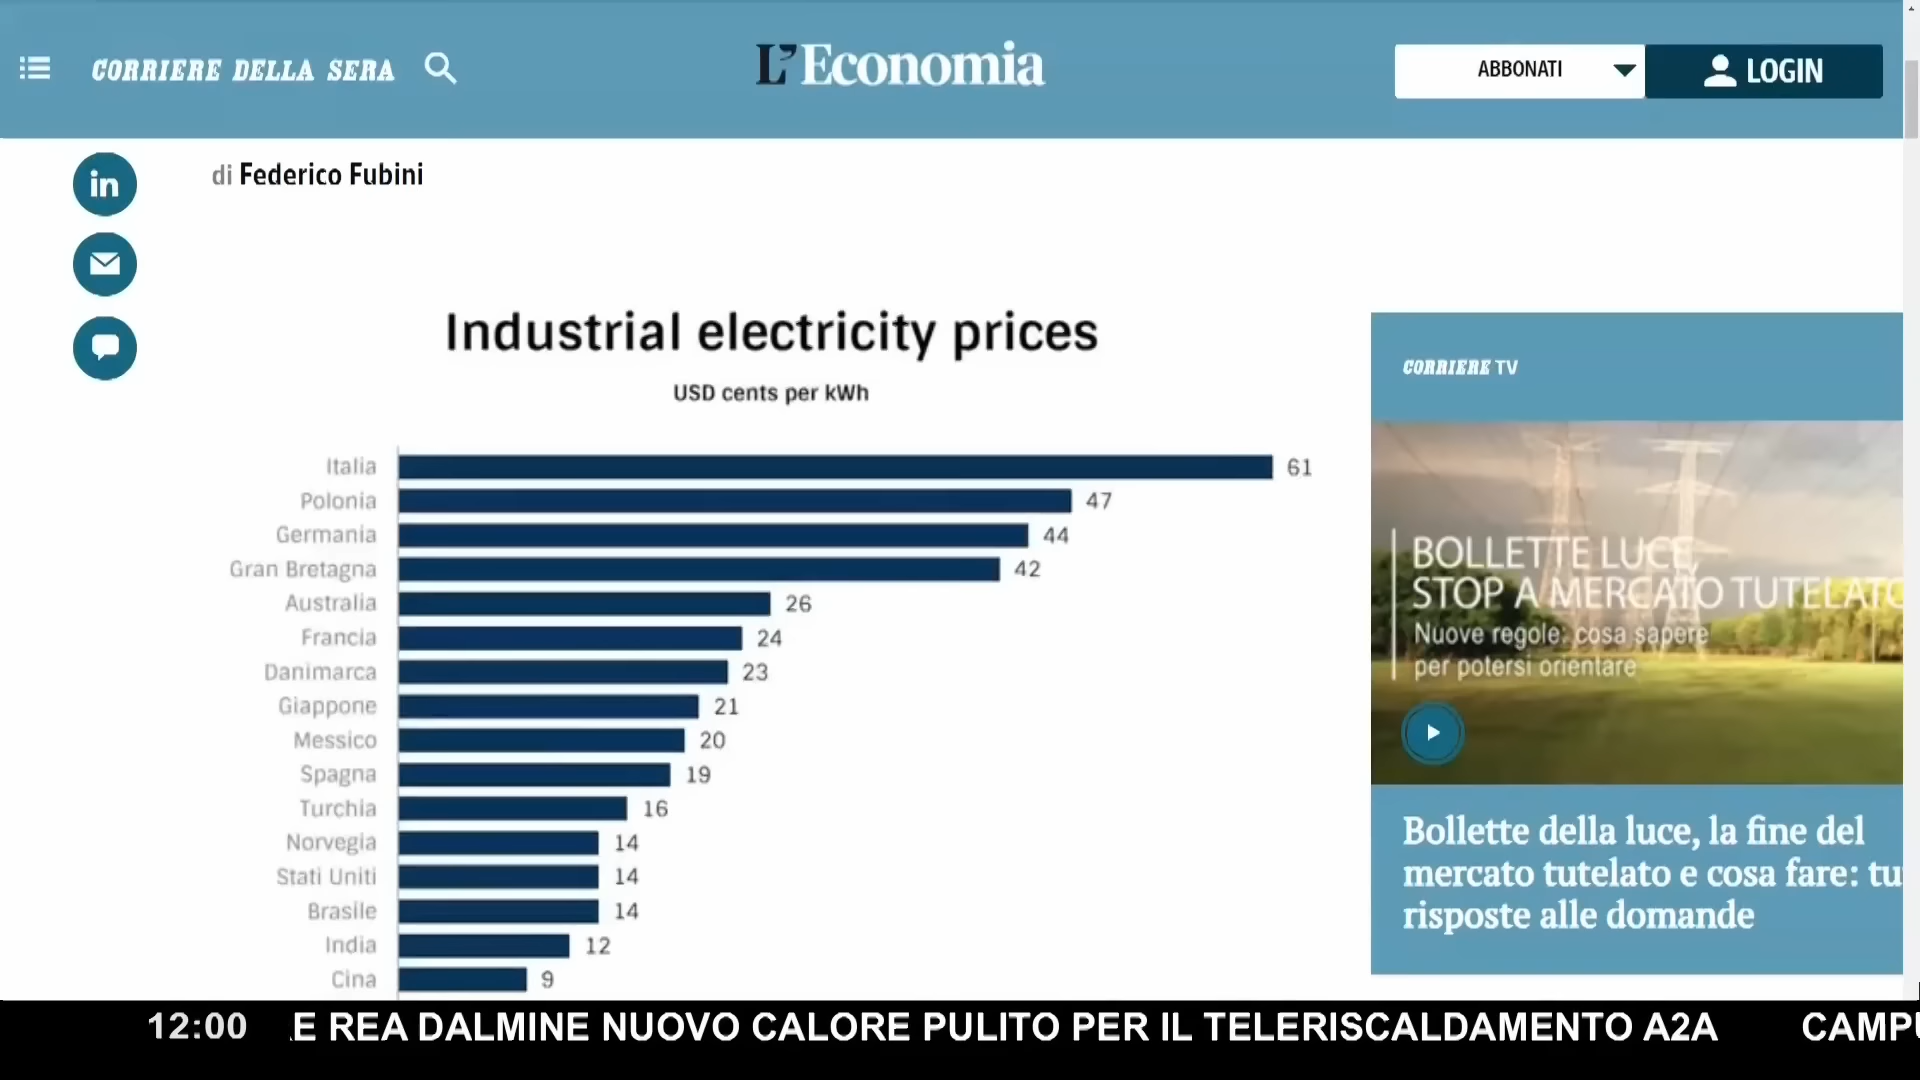 CORRIERE DELLA SERA
L'Economia
ABBONATI
LOGIN
in
di Federico Fubini
Industrial electricity prices
USD cents per kWh
Italia 61
Polonia 47
Germania 44
Gran Bretagna 42
Australia 26
Francia 24
Danimarca 23
Giappone 21
Messico 20
Spagna 19
Turchia 16
Norvegia 14
Stati Uniti 14
Brasile 14
India 12
Cina 9
CORRIERE TV
BOLLETTE LUCE,
STOP A MERCATO TUTELATO
Nuove regole: cosa sapere
per potersi orientare
Bollette della luce, la fine del
mercato tutelato e cosa fare: tu
risposte alle domande
12:00 E REA DALMINE NUOVO CALORE PULITO PER IL TELERISCALDAMENTO A2A CAMPU